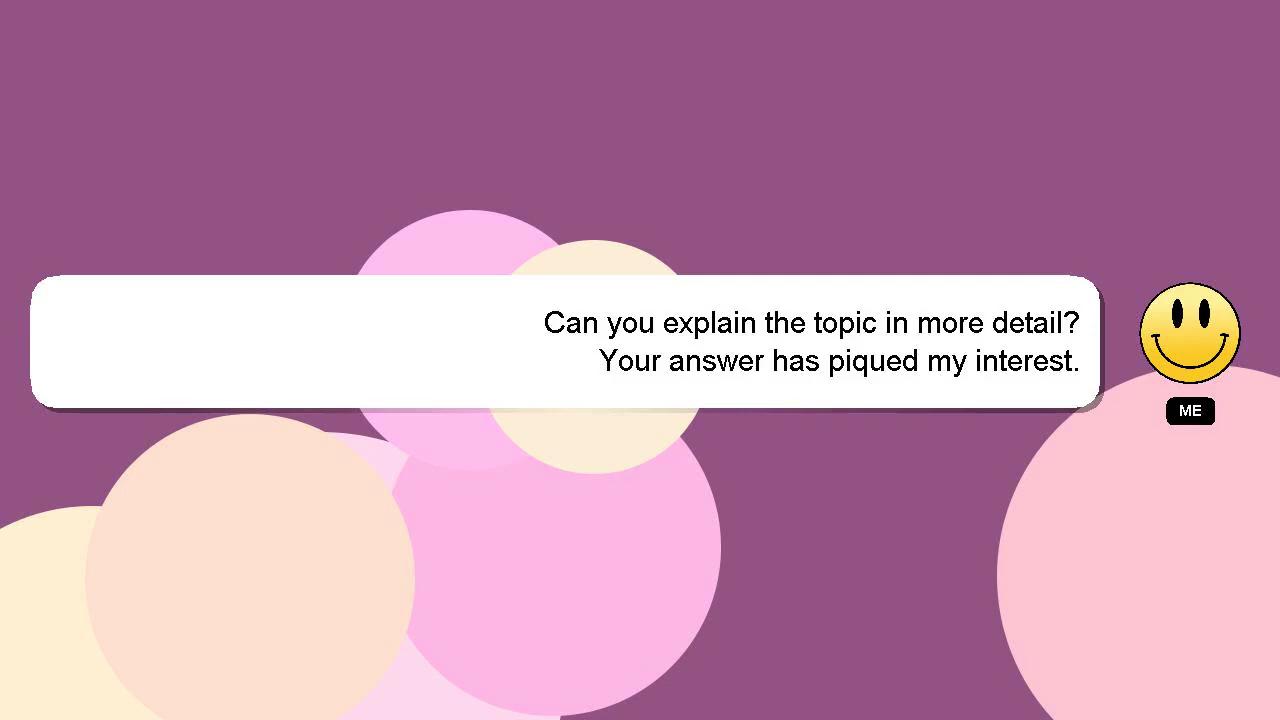 Can you explain the topic in more detail?
Your answer has piqued my interest.
ME